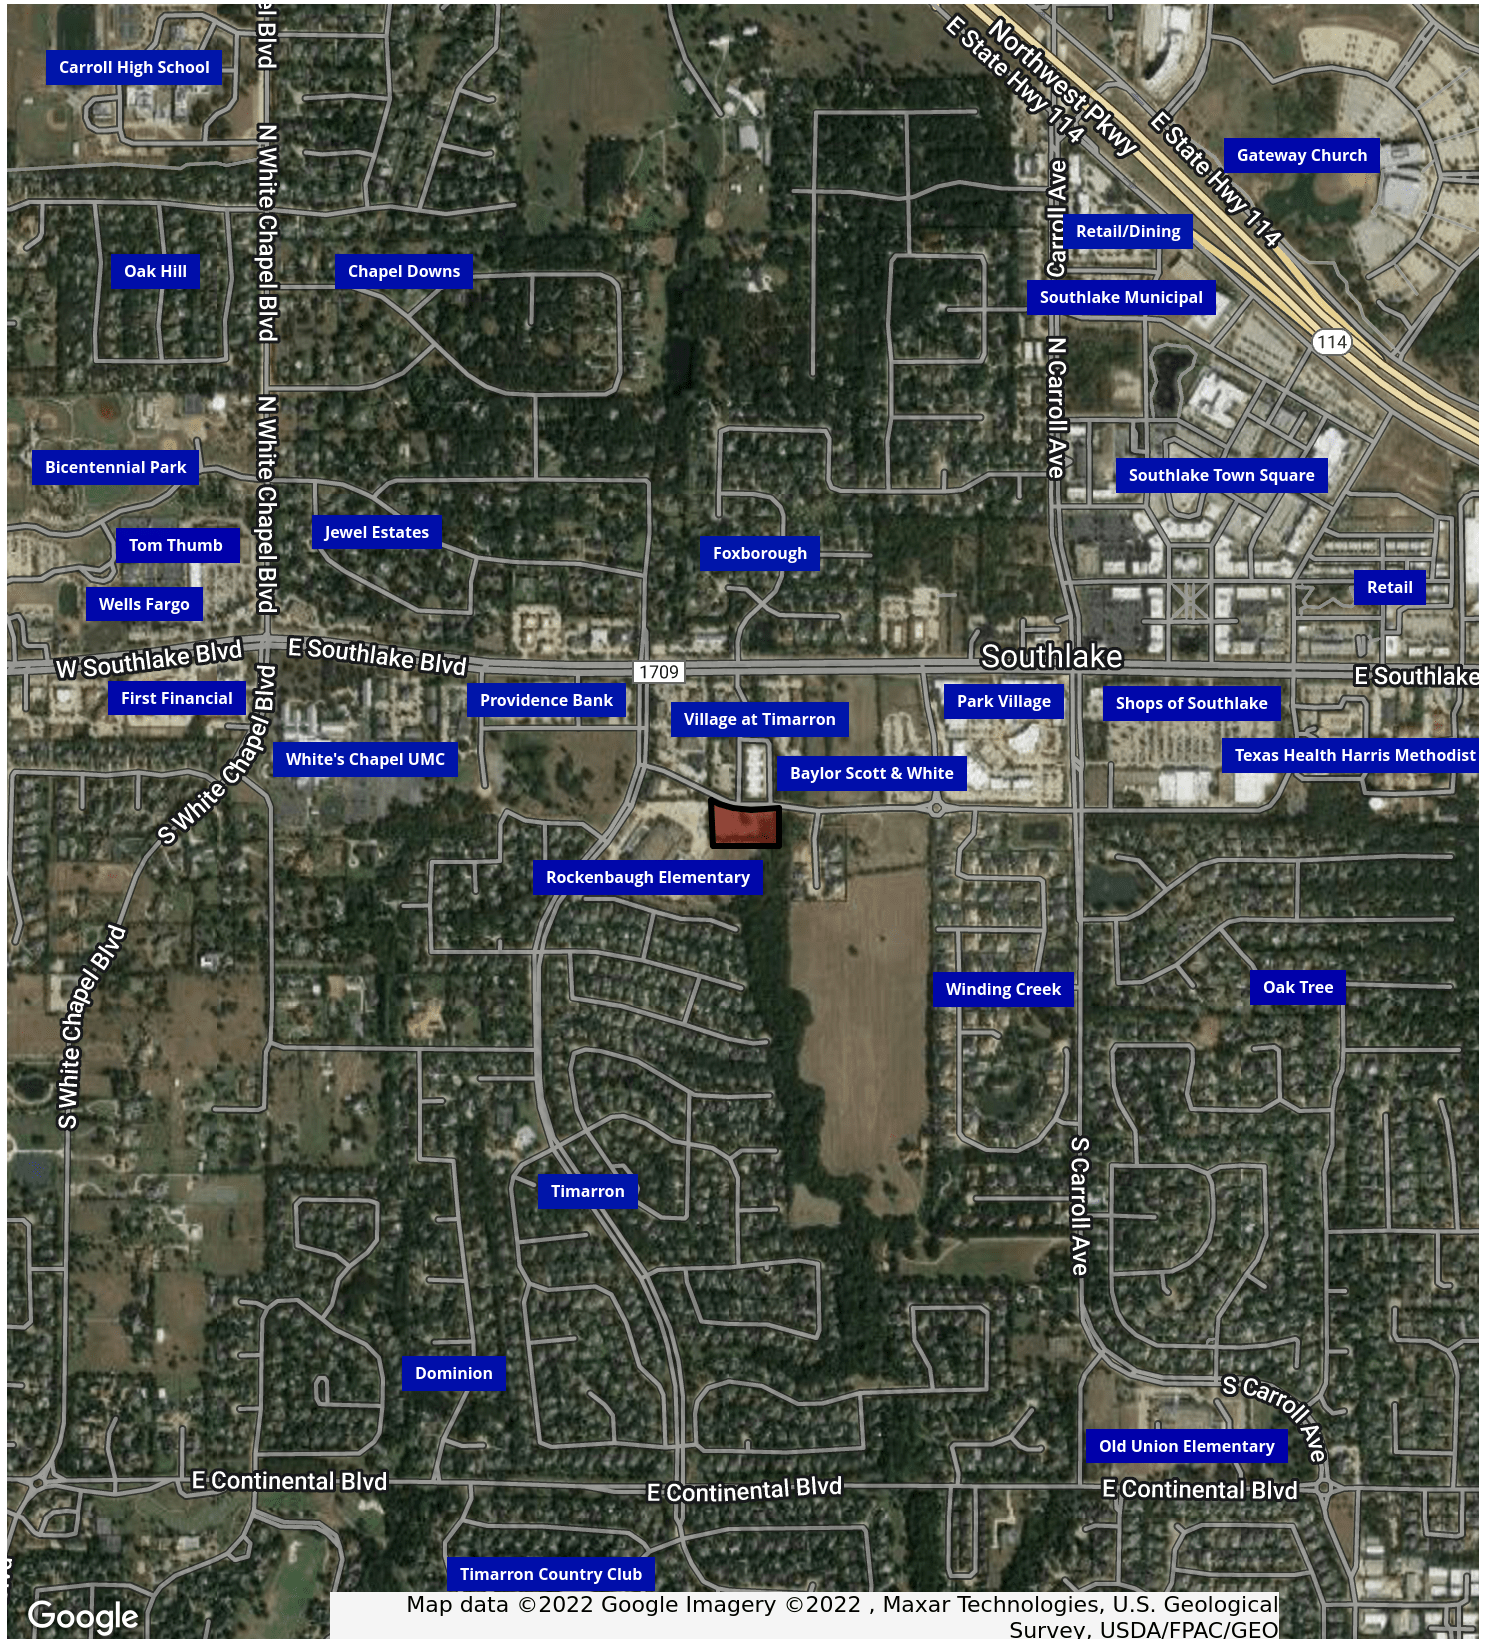 el Blvd
Northwest Pkwy
E State Hwy 114
Carroll High School
E State Hwy 114
Gateway Church
N White Chapel Blvd
N Carroll Ave
Retail/Dining
Oak Hill
Chapel Downs
Southlake Municipal
114
N Carroll Ave
N White Chapel Blvd
Bicentennial Park
Southlake Town Square
Jewel Estates
Tom Thumb
Foxborough
Retail
Wells Fargo
W Southlake Blvd
E Southlake Blvd
1709
Southlake
E Southlake
First Financial
S White Chapel Blvd
Providence Bank
Park Village
Shops of Southlake
Village at Timarron
White's Chapel UMC
Baylor Scott & White
Texas Health Harris Methodist
Rockenbaugh Elementary
S White Chapel Blvd
Winding Creek
Oak Tree
S Carroll Ave
Timarron
Dominion
S Carroll Ave
Old Union Elementary
E Continental Blvd
E Continental Blvd
E Continental Blvd
Timarron Country Club
Google
Map data ©2022 Google Imagery ©2022 , Maxar Technologies, U.S. Geological
Survey, USDA/FPAC/GEO